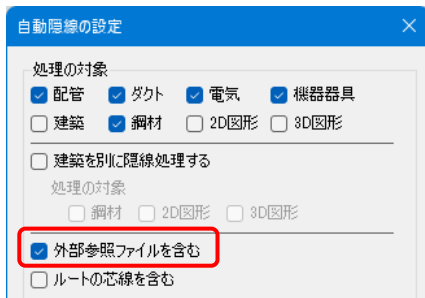 自動隠線の設定
処理の対象
配管 ダクト 電気 機器器具
建築 鋼材 2D図形 3D図形
建築を別に隠線処理する
処理の対象
鋼材 2D図形 3D図形
外部参照ファイルを含む
ルートの芯線を含む